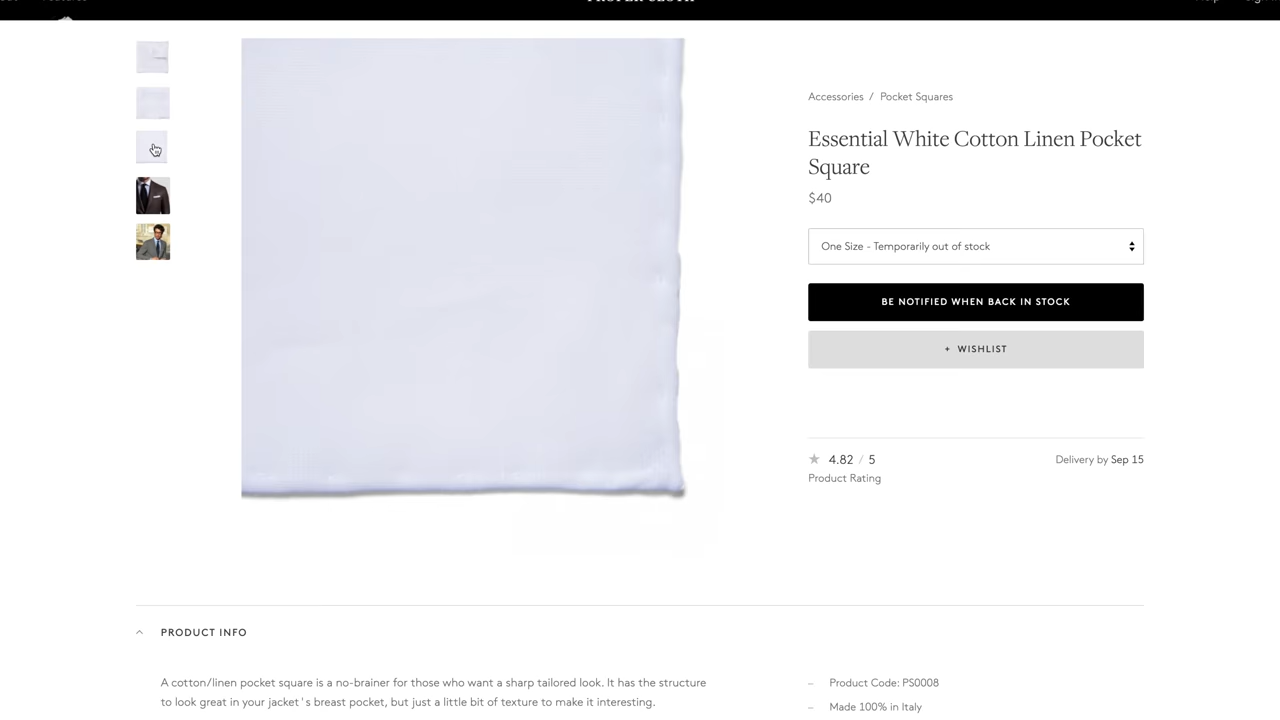 PROPER CLOTH
Accessories / Pocket Squares
Essential White Cotton Linen Pocket
Square
$40
One Size - Temporarily out of stock
BE NOTIFIED WHEN BACK IN STOCK
+ WISHLIST
4.82 / 5
Delivery by Sep 15
Product Rating
PRODUCT INFO
A cotton/linen pocket square is a no-brainer for those who want a sharp tailored look. It has the structure
to look great in your jacket's breast pocket, but just a little bit of texture to make it interesting.
– Product Code: PS0008
– Made 100% in Italy